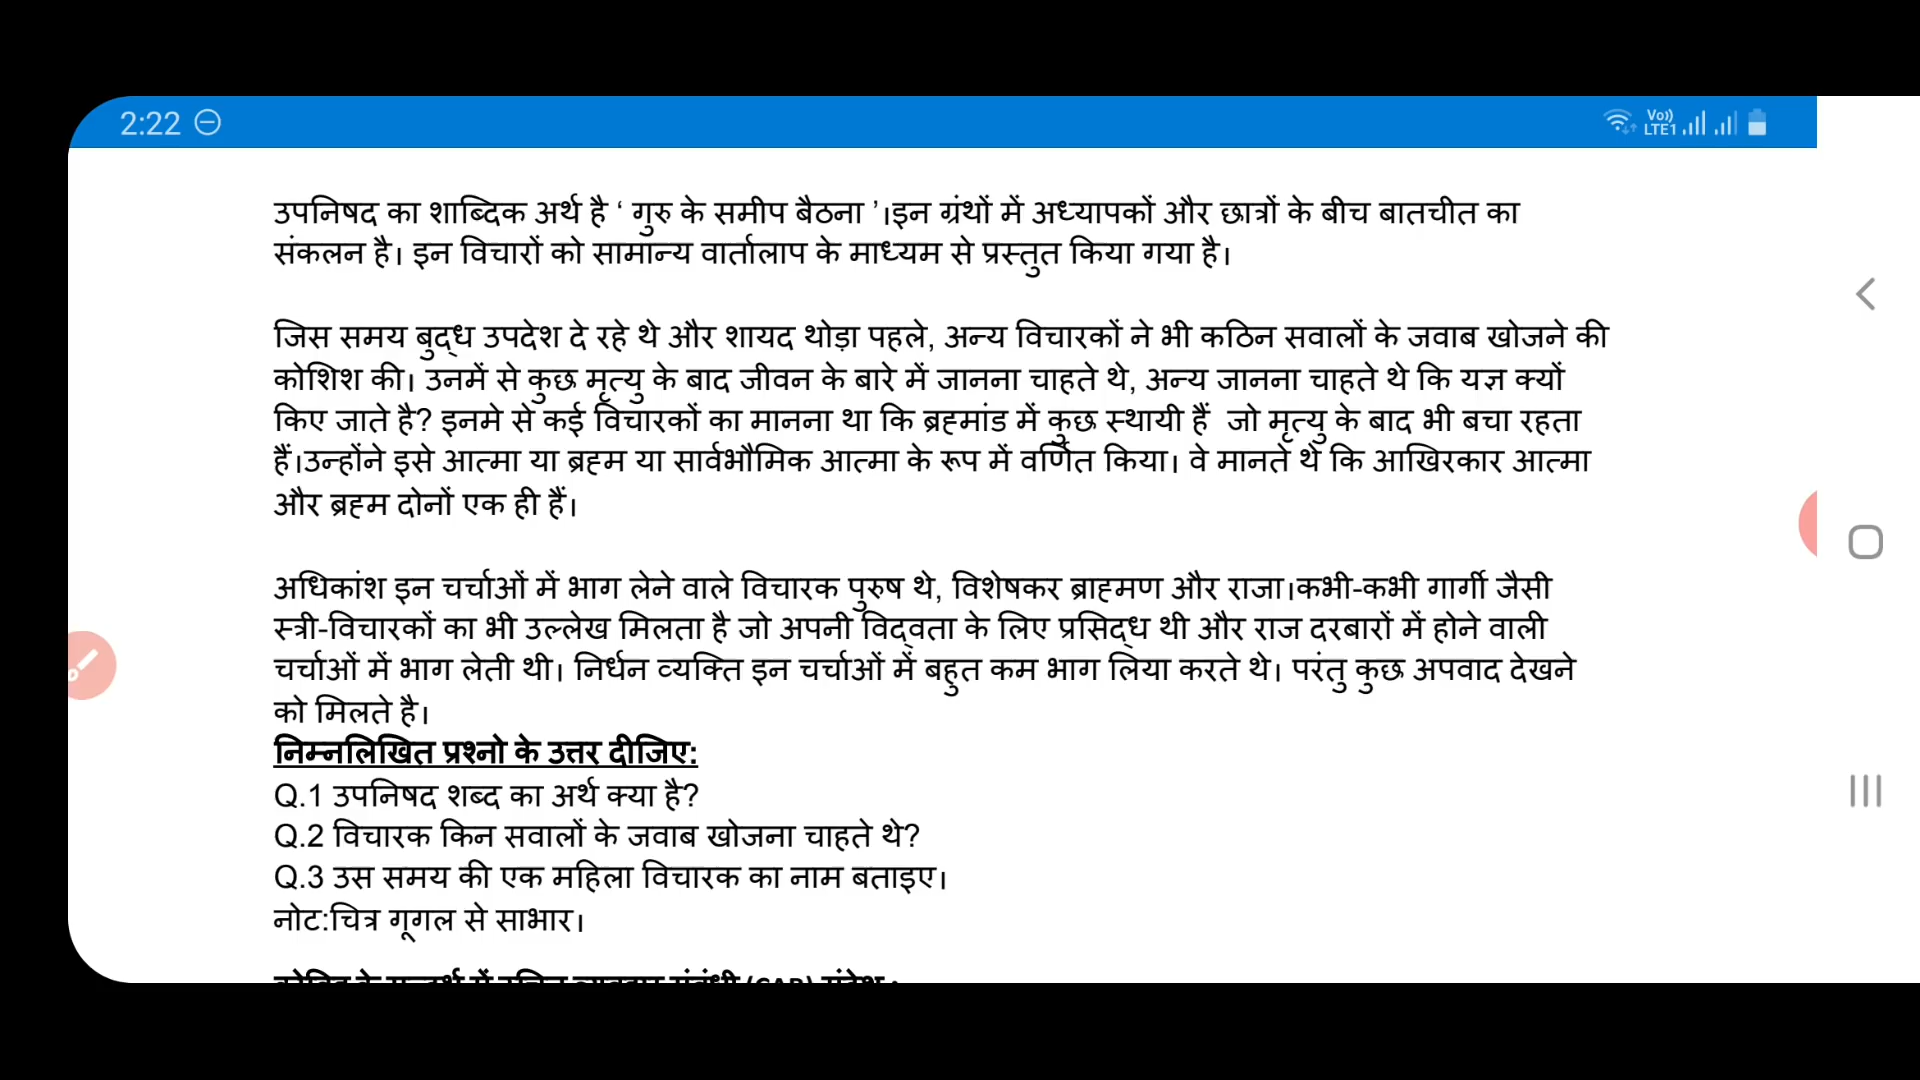 2:22
Vo))
LTE1
उपनिषद का शाब्दिक अर्थ है ‘ गुरु के समीप बैठना ’।इन ग्रंथों में अध्यापकों और छात्रों के बीच बातचीत का
संकलन है। इन विचारों को सामान्य वार्तालाप के माध्यम से प्रस्तुत किया गया है।
जिस समय बुद्ध उपदेश दे रहे थे और शायद थोड़ा पहले, अन्य विचारकों ने भी कठिन सवालों के जवाब खोजने की
कोशिश की। उनमें से कुछ मृत्यु के बाद जीवन के बारे में जानना चाहते थे, अन्य जानना चाहते थे कि यज्ञ क्यों
किए जाते है? इनमे से कई विचारकों का मानना था कि ब्रह्मांड में कुछ स्थायी हैं जो मृत्यु के बाद भी बचा रहता
हैं।उन्होंने इसे आत्मा या ब्रह्म या सार्वभौमिक आत्मा के रूप में वर्णित किया। वे मानते थे कि आखिरकार आत्मा
और ब्रह्म दोनों एक ही हैं।
अधिकांश इन चर्चाओं में भाग लेने वाले विचारक पुरुष थे, विशेषकर ब्राह्मण और राजा।कभी-कभी गार्गी जैसी
स्त्री-विचारकों का भी उल्लेख मिलता है जो अपनी विद्वता के लिए प्रसिद्ध थी और राज दरबारों में होने वाली
चर्चाओं में भाग लेती थी। निर्धन व्यक्ति इन चर्चाओं में बहुत कम भाग लिया करते थे। परंतु कुछ अपवाद देखने
को मिलते है।
निम्नलिखित प्रश्नो के उत्तर दीजिए:
Q.1 उपनिषद शब्द का अर्थ क्या है?
Q.2 विचारक किन सवालों के जवाब खोजना चाहते थे?
Q.3 उस समय की एक महिला विचारक का नाम बताइए।
नोट:चित्र गूगल से साभार।